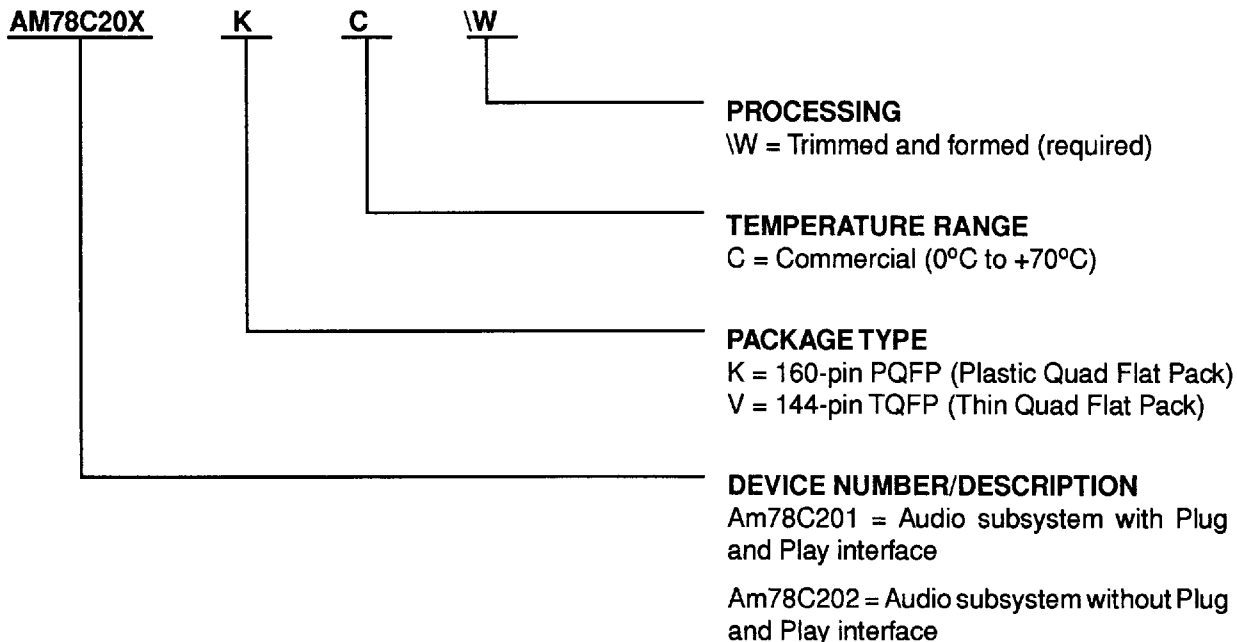 AM78C20X K C \W
PROCESSING
\W = Trimmed and formed (required)
TEMPERATURE RANGE
C = Commercial (0ºC to +70ºC)
PACKAGE TYPE
K = 160-pin PQFP (Plastic Quad Flat Pack)
V = 144-pin TQFP (Thin Quad Flat Pack)
DEVICE NUMBER/DESCRIPTION
Am78C201 = Audio subsystem with Plug
and Play interface
Am78C202 = Audio subsystem without Plug
and Play interface